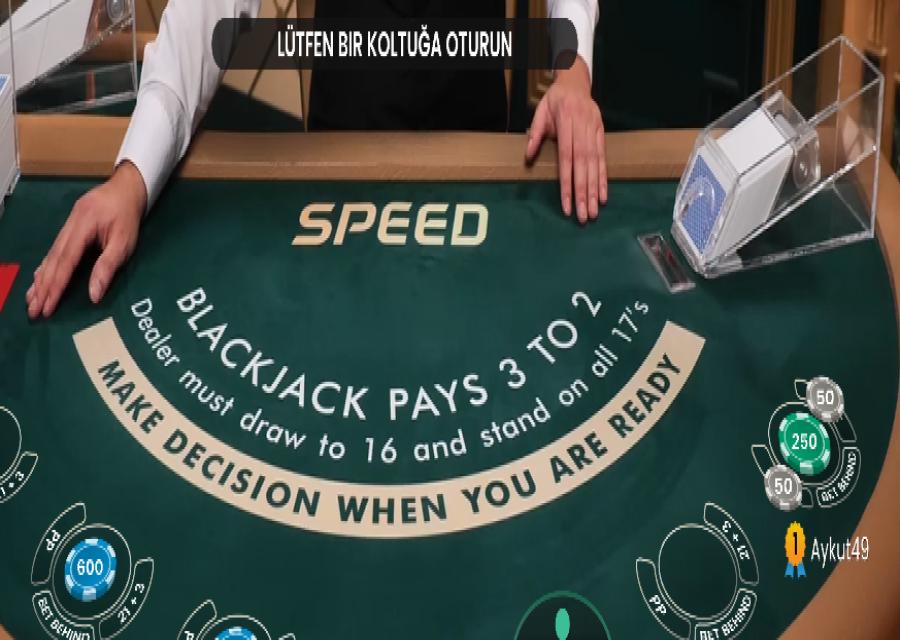 LÜTFEN BIR KOLTUĞA OTURUN
SPEED
BLACKJACK PAYS 3 TO 2
Dealer must draw to 16 and stand on all 17's
MAKE DECISION WHEN YOU ARE READY
50
250
50
BET BEHIND
1 Aykut49
PP
600
21 + 3
BET BEHIND
21 + 3
PP
BET BEHIND